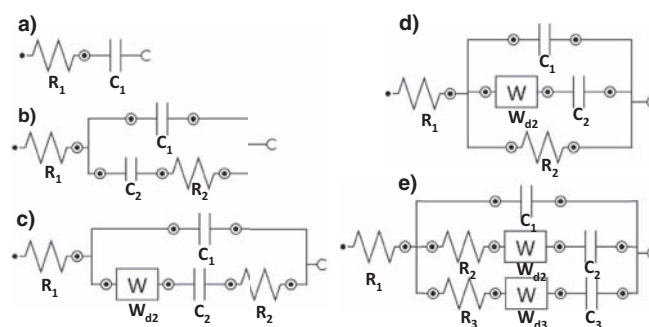 a)
R1 C1
b)
C1
R1 C2 R2
c)
C1
R1 Wd2 C2 R2
d)
C1
W
R1 Wd2 C2
R2
e)
C1
W
R1 R2 Wd2 C2
W
R3 Wd3 C3
W